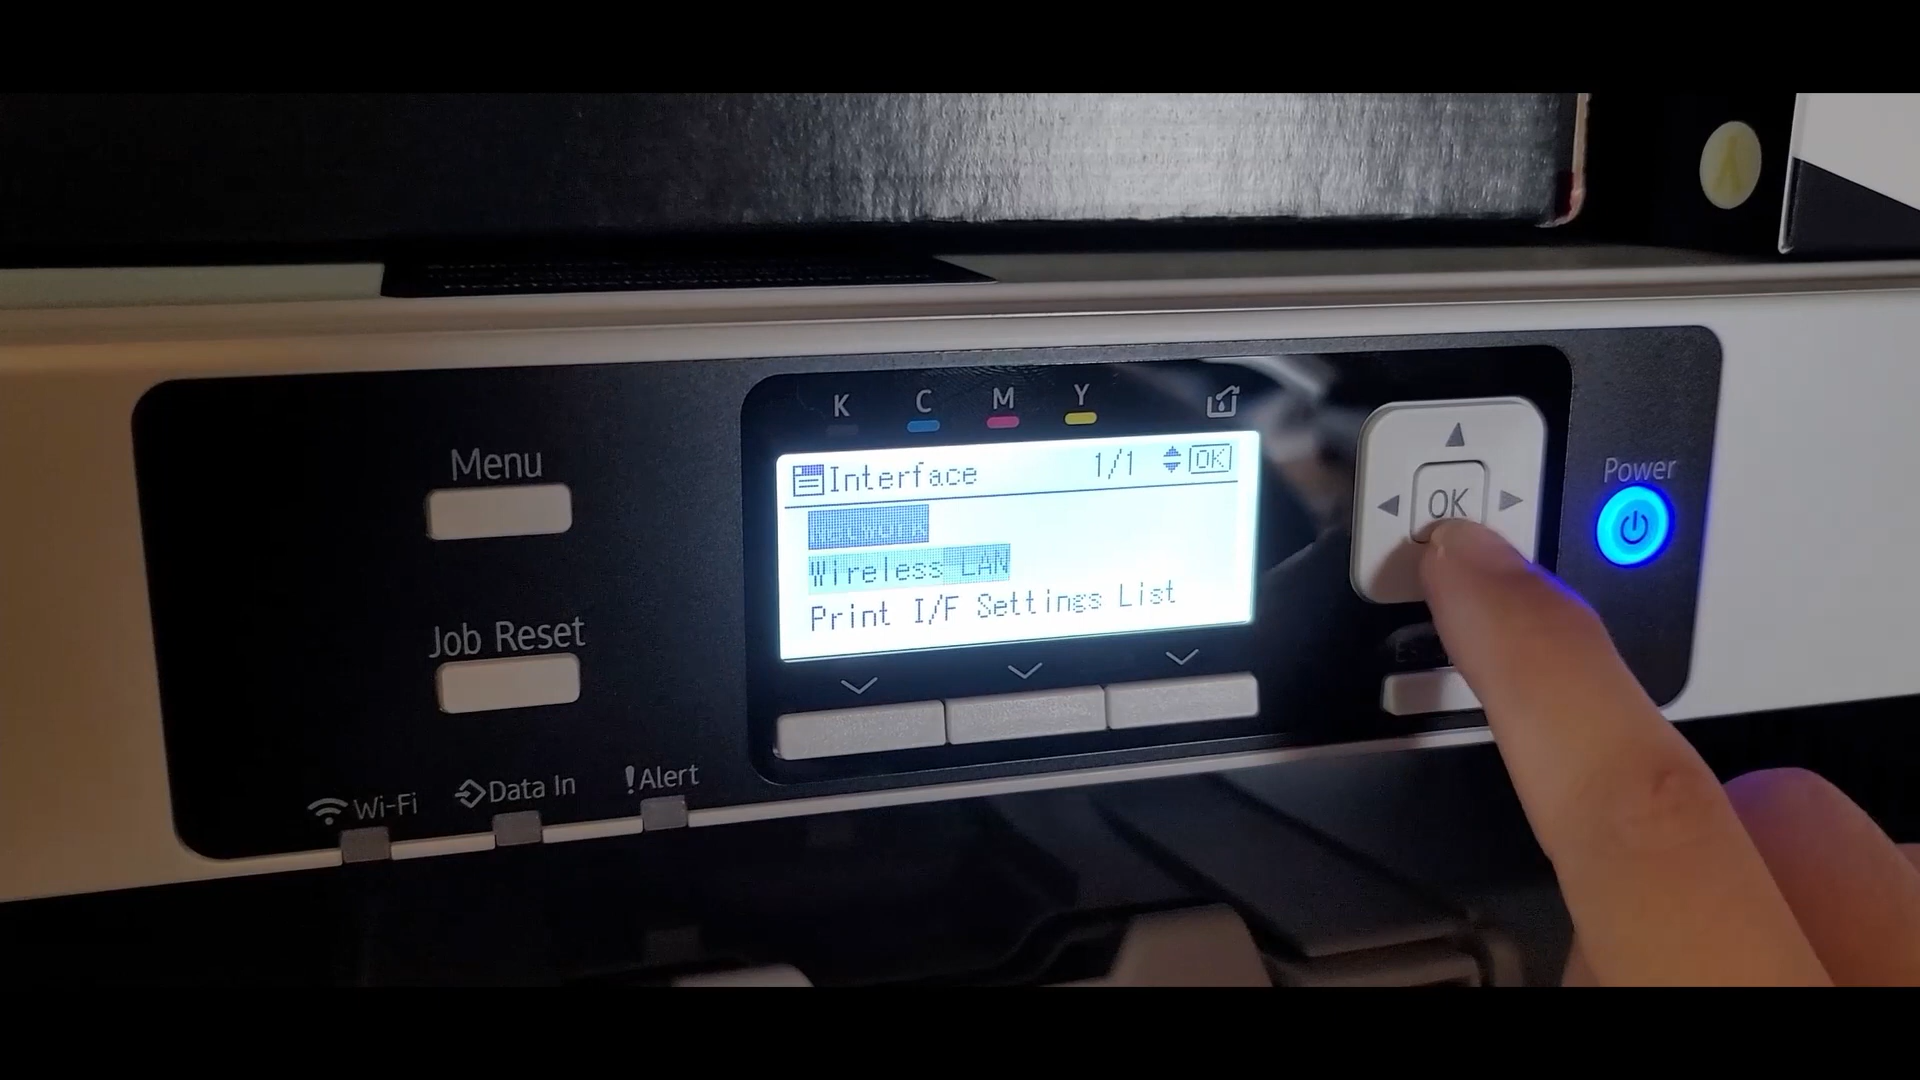 K C M Y
Menu
Interface 1/1 OK
Power
OK
Network
Wireless LAN
Print I/F Settings List
Job Reset
Wi-Fi
Data In
!Alert